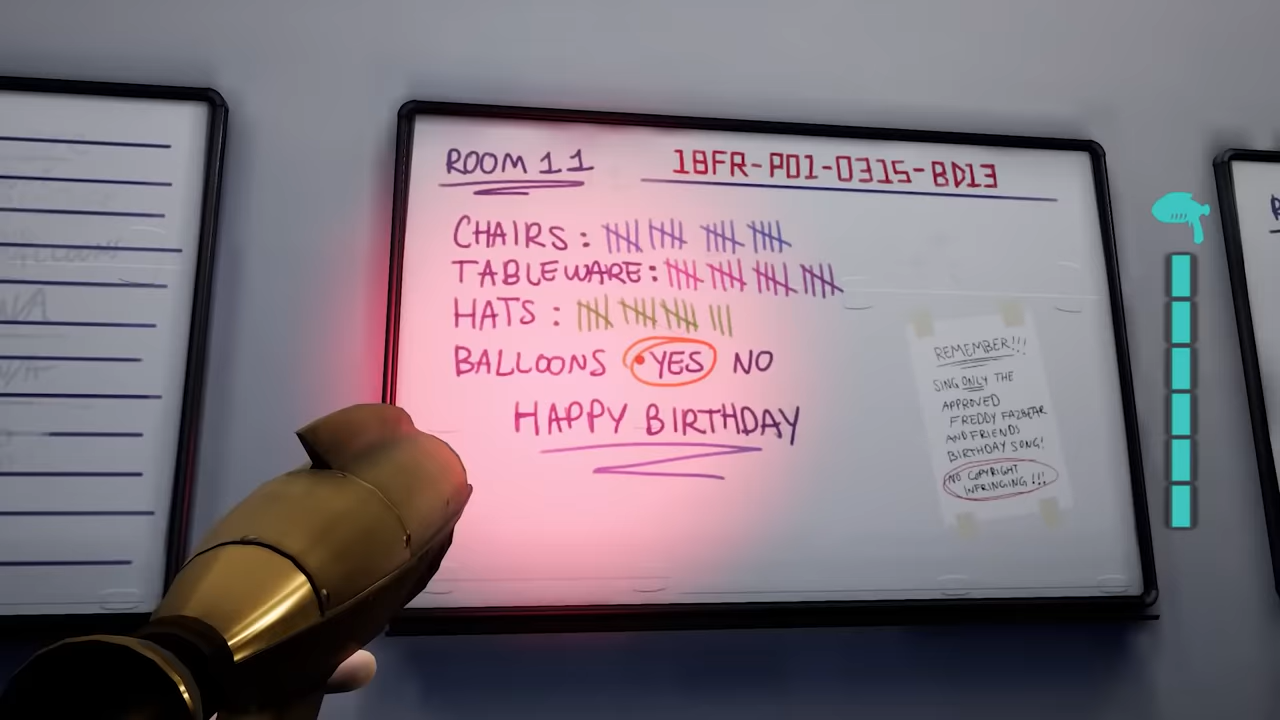 ROOM 11
1BFR-P01-0315-BD13
CHAIRS:
TABLEWARE:
HATS:
BALLOONS YES NO
HAPPY BIRTHDAY
REMEMBER!!!
SING ONLY THE
APPROVED
FREDDY FAZBEAR
AND FRIENDS
BIRTHDAY SONG!
NO COPYRIGHT
INFRINGING!!!